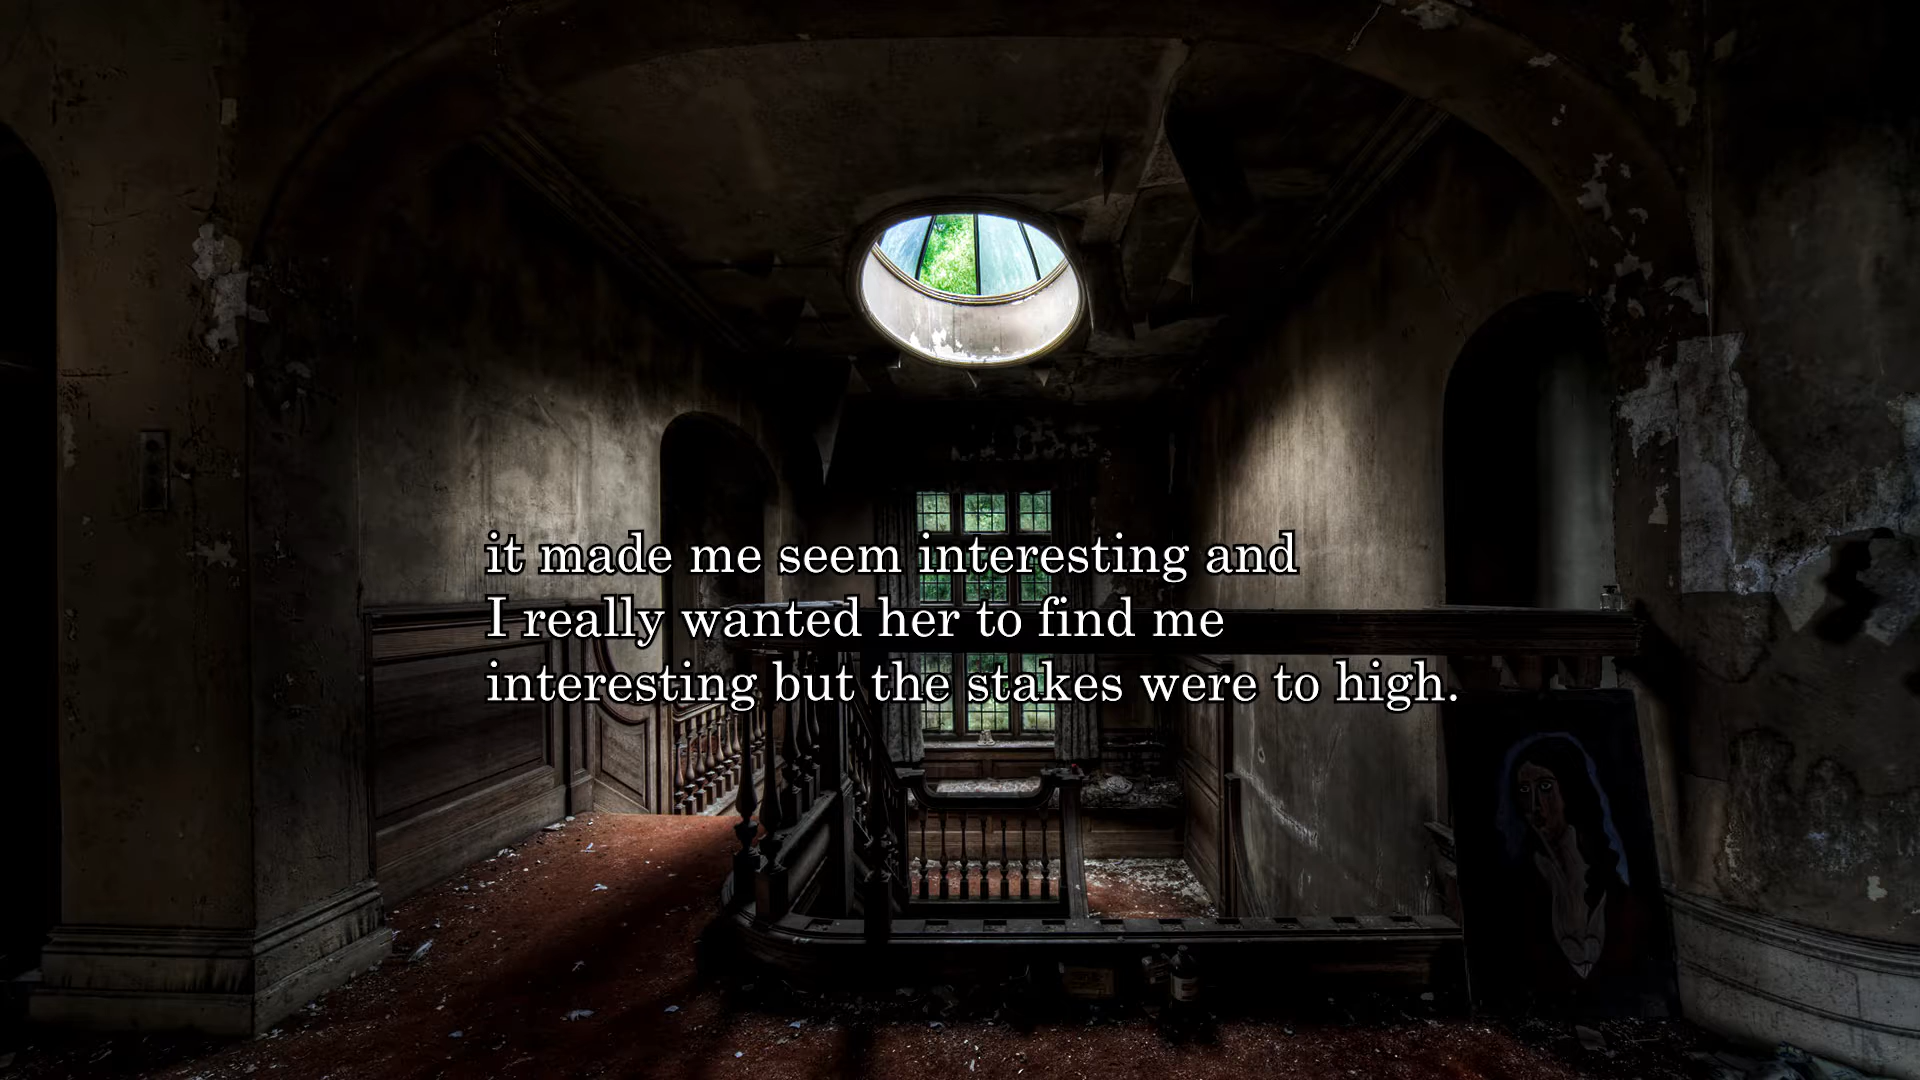 it made me seem interesting and
I really wanted her to find me
interesting but the stakes were to high.